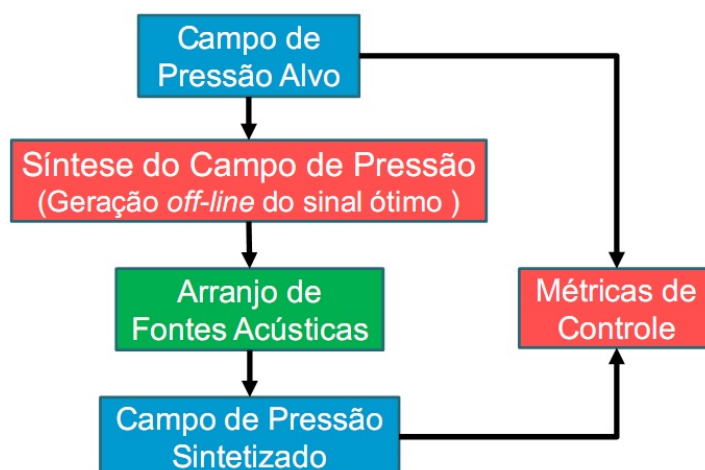 Campo de
Pressão Alvo
Síntese do Campo de Pressão
(Geração off-line do sinal ótimo )
Arranjo de
Fontes Acústicas
Métricas de
Controle
Campo de Pressão
Sintetizado